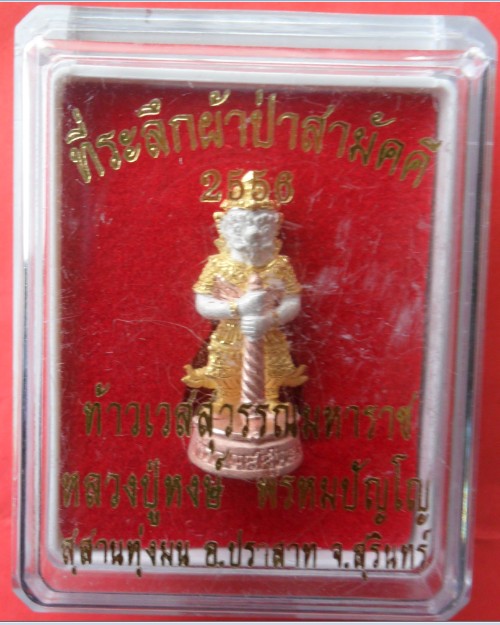 ที่ระลึกผ้าป่าสามัคคี
2556
ท้าวเวสสุวรรณมหาราช
หลวงปู่หงษ์ พรหมปัญโญ
สุสานทุ่งมน อ.ปราสาท จ.สุรินทร์